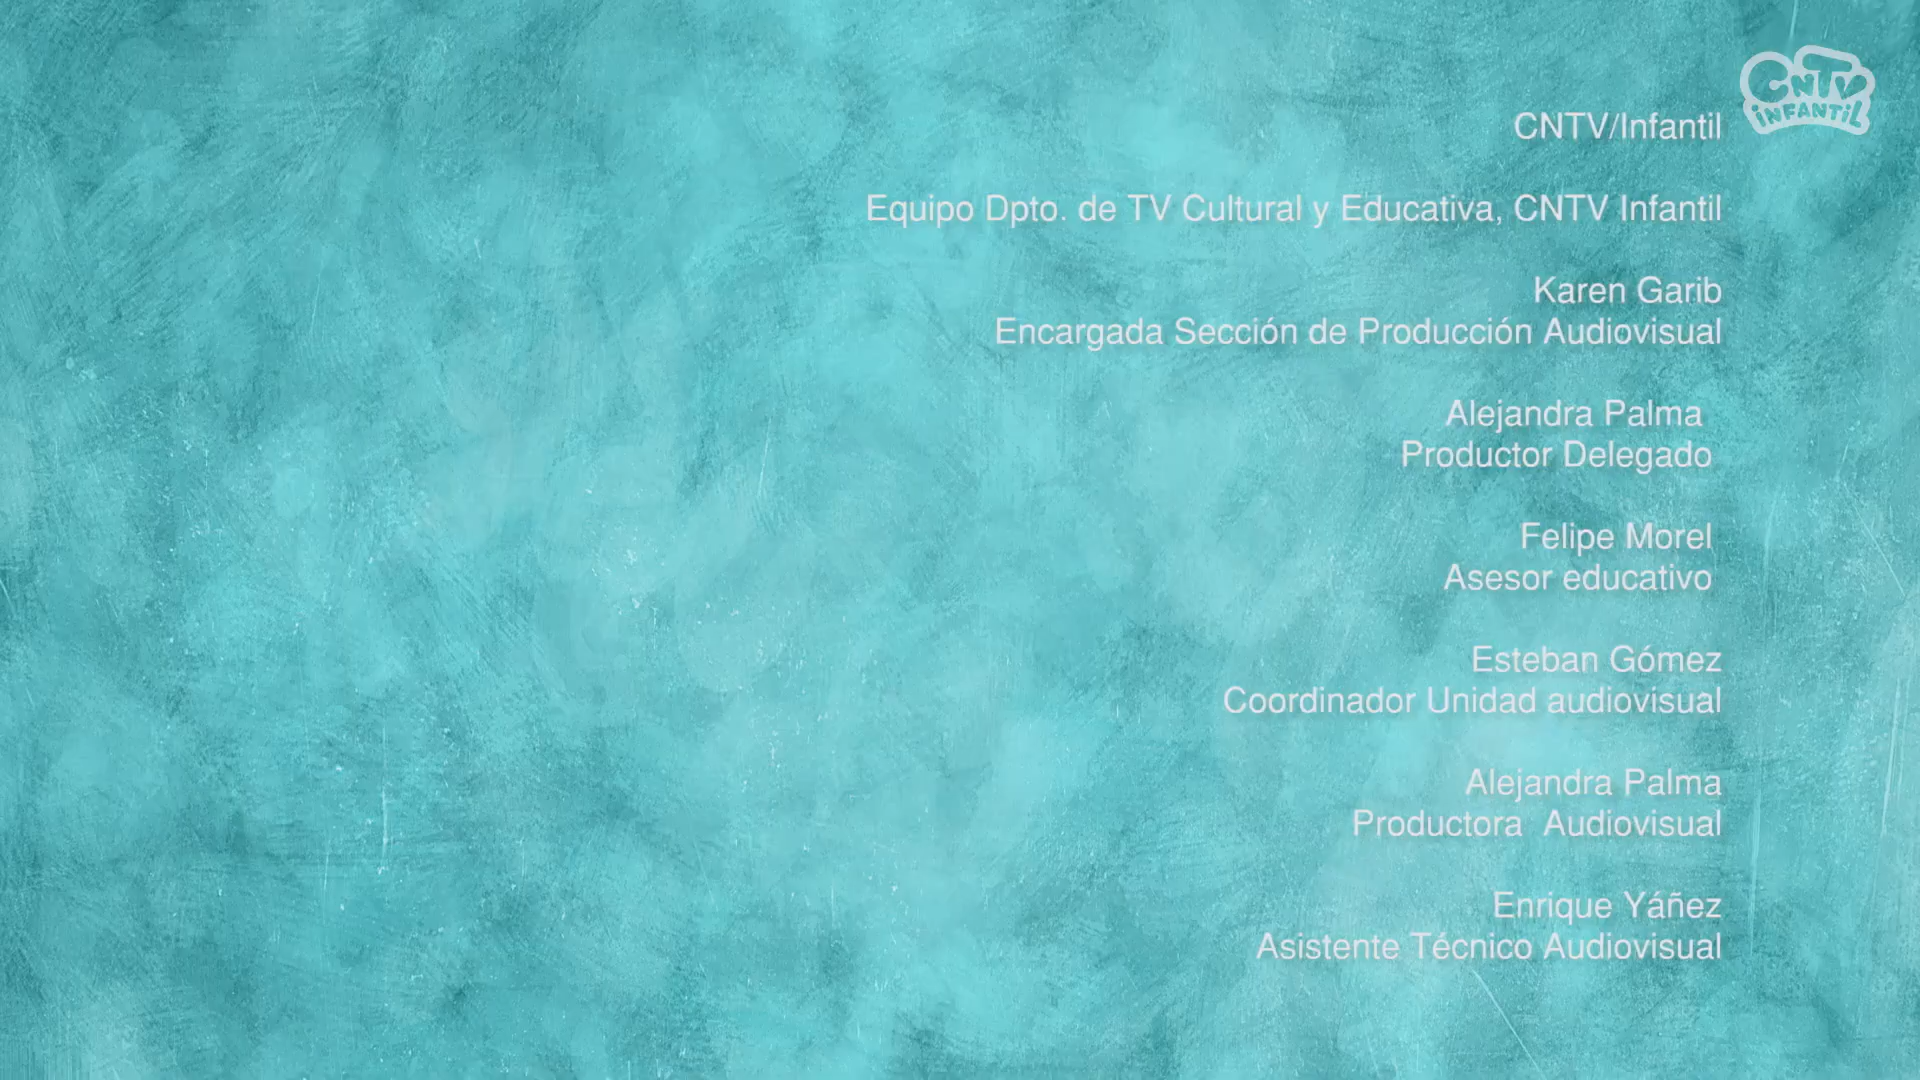 CNTV INFANTIL
CNTV/Infantil
Equipo Dpto. de TV Cultural y Educativa, CNTV Infantil
Karen Garib
Encargada Sección de Producción Audiovisual
Alejandra Palma
Productor Delegado
Felipe Morel
Asesor educativo
Esteban Gómez
Coordinador Unidad audiovisual
Alejandra Palma
Productora  Audiovisual
Enrique Yáñez
Asistente Técnico Audiovisual